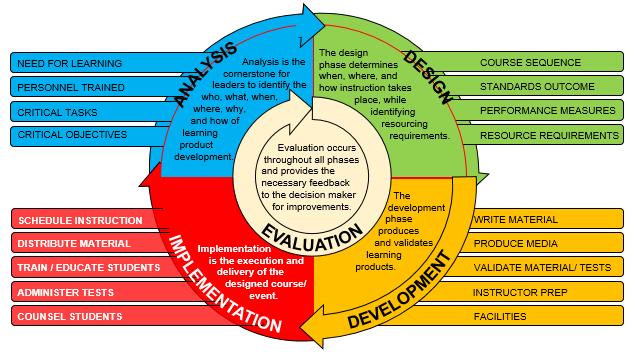 ANALYSIS
Analysis is the
cornerstone for
leaders to identify the
who, what, when,
where, why,
and how of
learning
product
development.
NEED FOR LEARNING
PERSONNEL TRAINED
CRITICAL TASKS
CRITICAL OBJECTIVES
DESIGN
The design
phase determines
when, where, and
how instruction takes
place, while
identifying
resourcing
requirements.
COURSE SEQUENCE
STANDARDS OUTCOME
PERFORMANCE MEASURES
RESOURCE REQUIREMENTS
Evaluation occurs
throughout all phases
and provides the
necessary feedback
to the decision maker
for improvements.
EVALUATION
SCHEDULE INSTRUCTION
DISTRIBUTE MATERIAL
TRAIN / EDUCATE STUDENTS
ADMINISTER TESTS
COUNSEL STUDENTS
IMPLEMENTATION
Implementation
is the execution and
delivery of the
designed course/
event.
The
development
phase
produces
and validates
learning
products.
DEVELOPMENT
WRITE MATERIAL
PRODUCE MEDIA
VALIDATE MATERIAL/ TESTS
INSTRUCTOR PREP
FACILITIES